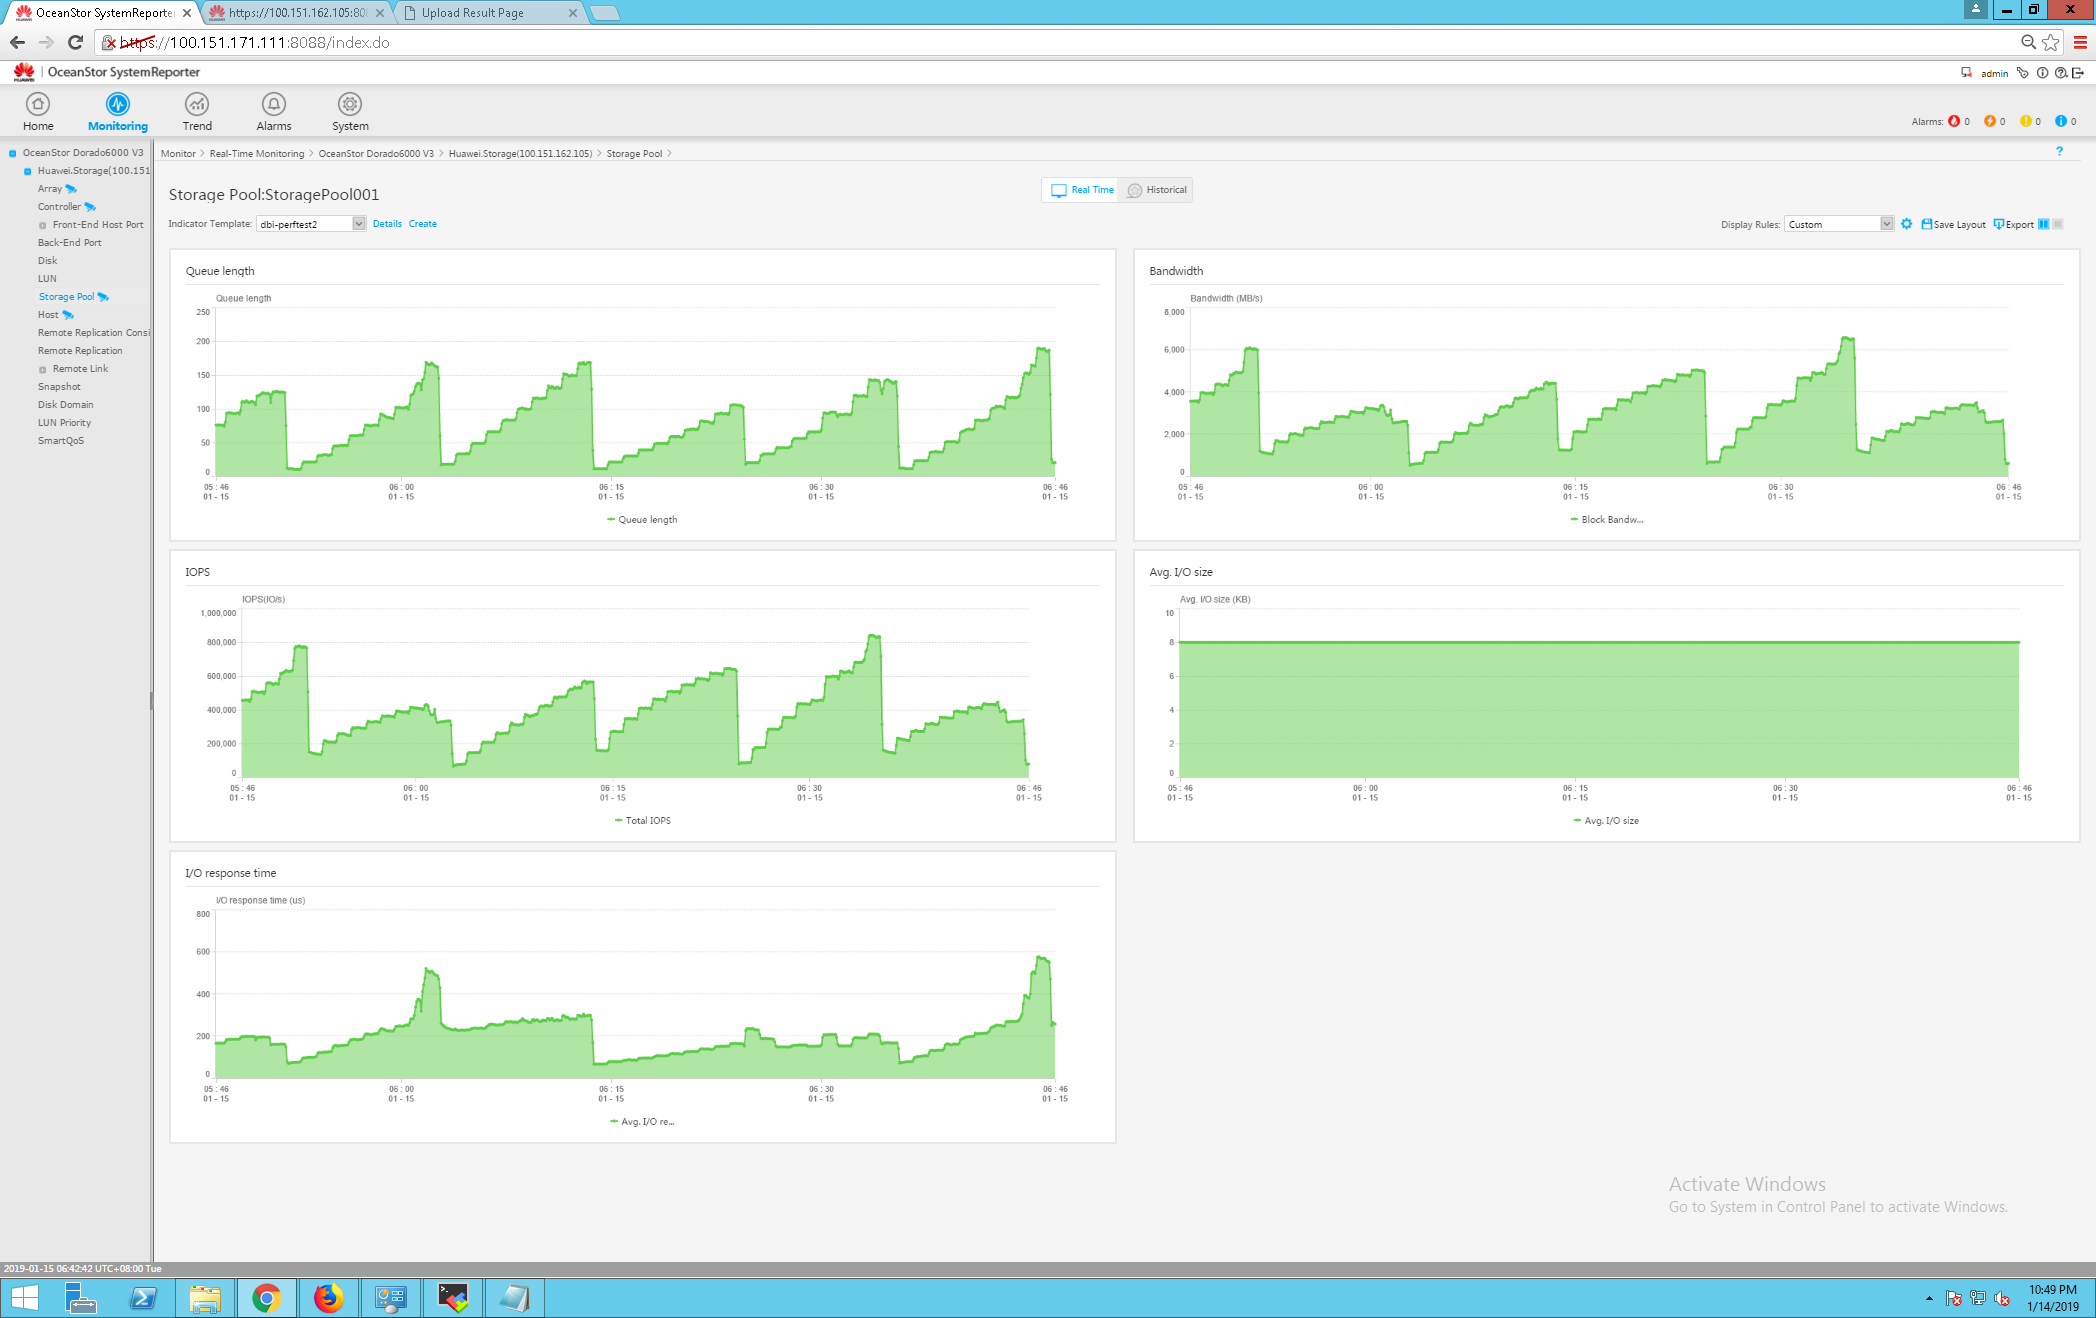 OceanStor SystemReporte
https://100.151.162.105:80
Upload Result Page
https://100.151.171.111:8088/index.do
HUAWEI
OceanStor SystemReporter
admin
Home
Monitoring
Trend
Alarms
System
Alarms: 0 0 0 0
OceanStor Dorado6000 V3
Huawei.Storage(100.151
Array
Controller
Front-End Host Port
Back-End Port
Disk
LUN
Storage Pool
Host
Remote Replication Consi
Remote Replication
Remote Link
Snapshot
Disk Domain
LUN Priority
SmartQoS
Monitor > Real-Time Monitoring > OceanStor Dorado6000 V3 > Huawei.Storage(100.151.162.105) > Storage Pool >
?
Storage Pool:StoragePool001
Real Time
Historical
Indicator Template: dbi-perftest2 Details Create
Display Rules: Custom Save Layout Export
Queue length
Queue length
250
200
150
100
50
0
05 : 46 06 : 00 06 : 15 06 : 30 06 : 46
01 - 15 01 - 15 01 - 15 01 - 15 01 - 15
Queue length
Bandwidth
Bandwidth (MB/s)
8,000
6,000
4,000
2,000
0
05 : 46 06 : 00 06 : 15 06 : 30 06 : 46
01 - 15 01 - 15 01 - 15 01 - 15 01 - 15
Block Bandw...
IOPS
IOPS(IO/s)
1,000,000
800,000
600,000
400,000
200,000
0
05 : 46 06 : 00 06 : 15 06 : 30 06 : 46
01 - 15 01 - 15 01 - 15 01 - 15 01 - 15
Total IOPS
Avg. I/O size
Avg. I/O size (KB)
10
8
6
4
2
0
05 : 46 06 : 00 06 : 15 06 : 30 06 : 46
01 - 15 01 - 15 01 - 15 01 - 15 01 - 15
Avg. I/O size
I/O response time
I/O response time (us)
800
600
400
200
0
05 : 46 06 : 00 06 : 15 06 : 30 06 : 46
01 - 15 01 - 15 01 - 15 01 - 15 01 - 15
Avg. I/O re...
Activate Windows
Go to System in Control Panel to activate Windows.
2019-01-15 06:42:42 UTC+08:00 Tue
10:49 PM
1/14/2019